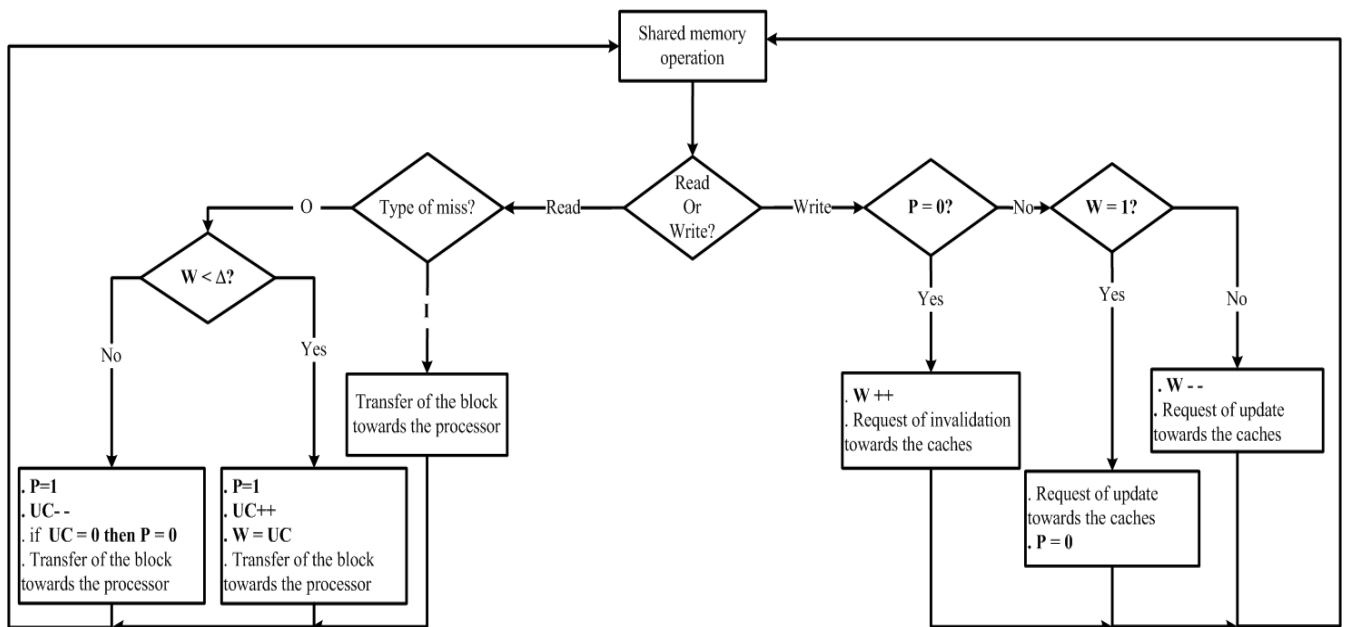 Shared memory
operation
Read
Or
Write?
Read
Write
Type of miss?
O
I
W < Δ?
No
Yes
P = 0?
No
W = 1?
Yes
Yes
No
Transfer of the block
towards the processor
. P=1
. UC- -
. if UC = 0 then P = 0
. Transfer of the block
towards the processor
. P=1
. UC++
. W = UC
. Transfer of the block
towards the processor
. W ++
. Request of invalidation
towards the caches
. Request of update
towards the caches
. P = 0
. W - -
. Request of update
towards the caches